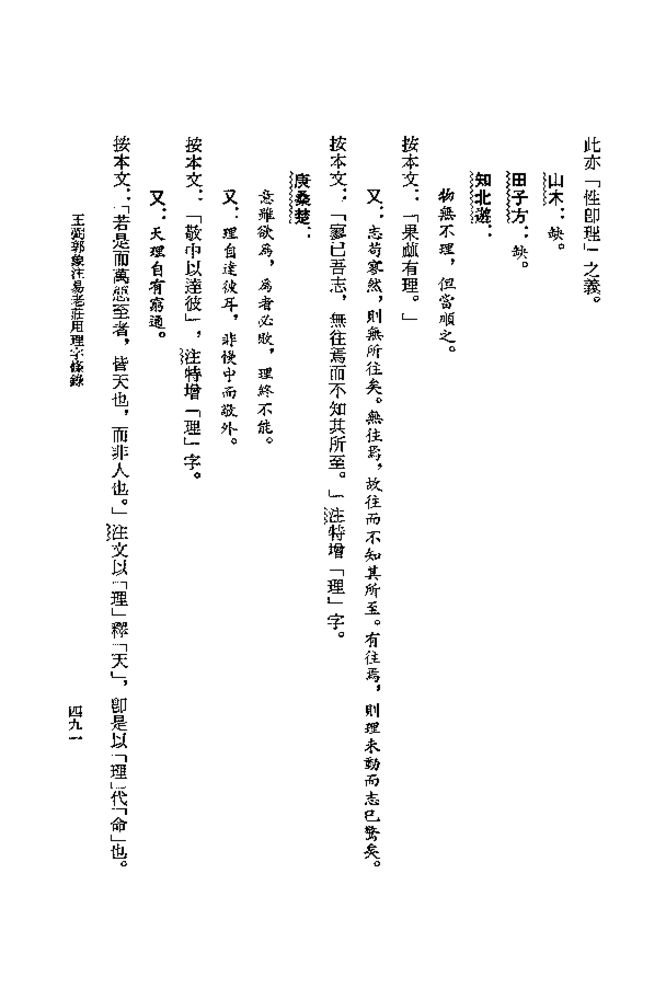 此亦「性卽理」之義。
山木：缺。
田子方：缺。
知北遊：
物無不理，但當順之。
按本文：「果蓏有理。」
又：志苟寥然，則無所往矣。無往焉，故往而不知其所至。有往焉，則理未動而志已驚矣。
按本文：「寥已吾志，無往焉而不知其所至。」注特增「理」字。
庚桑楚：
意雖欲爲，爲者必敗，理終不能。
又：理自達彼耳，非慢中而敬外。
按本文：「敬中以達彼」，注特增「理」字。
又：天理自有窮通。
按本文：「若是而萬惡至者，皆天也，而非人也。」注文以「理」釋「天」，卽是以「理」代「命」也。
王弼郭象注易老莊用理字條錄
四九一